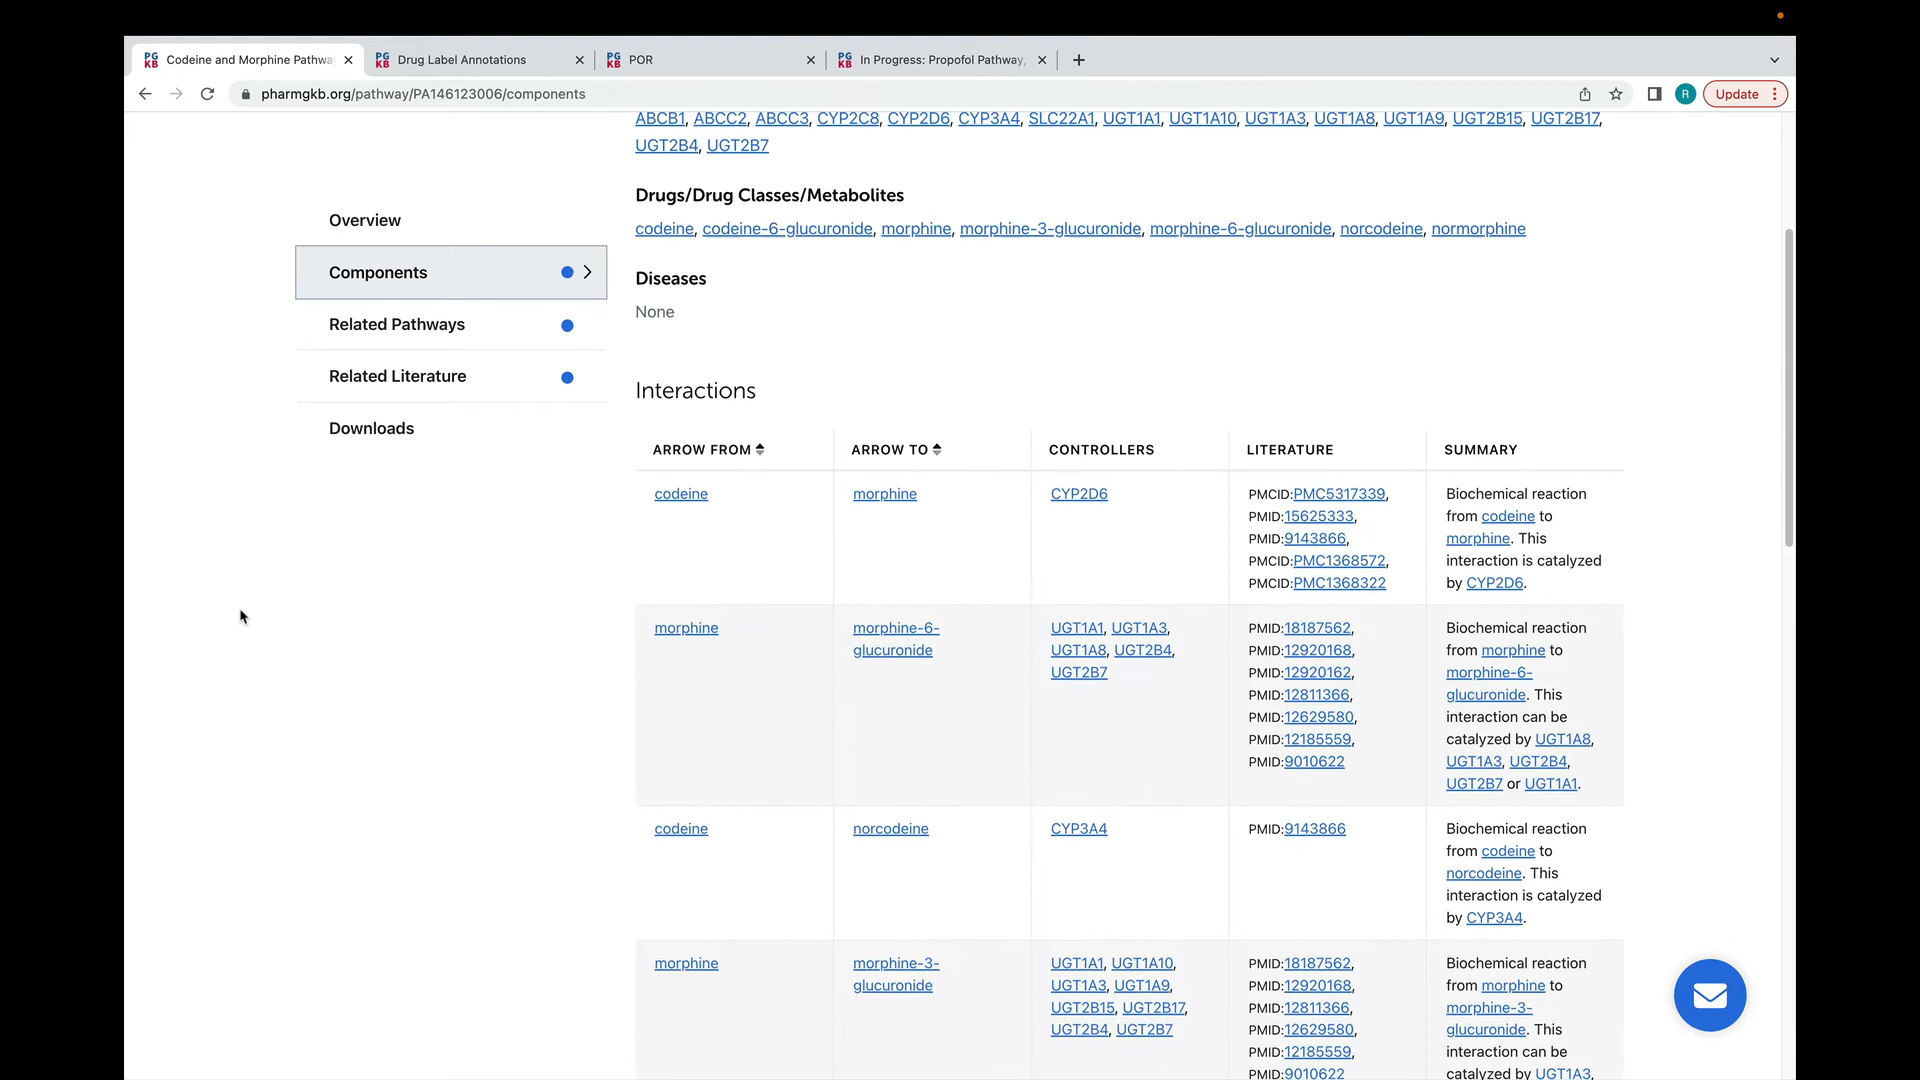 PG KB Codeine and Morphine Pathwa
PG KB Drug Label Annotations
PG KB POR
PG KB In Progress: Propofol Pathway,
pharmgkb.org/pathway/PA146123006/components
R
Update
ABCB1, ABCC2, ABCC3, CYP2C8, CYP2D6, CYP3A4, SLC22A1, UGT1A1, UGT1A10, UGT1A3, UGT1A8, UGT1A9, UGT2B15, UGT2B17,
UGT2B4, UGT2B7
Overview
Components
Related Pathways
Related Literature
Downloads
Drugs/Drug Classes/Metabolites
codeine, codeine-6-glucuronide, morphine, morphine-3-glucuronide, morphine-6-glucuronide, norcodeine, normorphine
Diseases
None
Interactions
ARROW FROM ARROW TO CONTROLLERS LITERATURE SUMMARY
codeine
morphine
CYP2D6
PMCID:PMC5317339,
PMID:15625333,
PMID:9143866,
PMCID:PMC1368572,
PMCID:PMC1368322
Biochemical reaction
from codeine to
morphine. This
interaction is catalyzed
by CYP2D6.
morphine
morphine-6-
glucuronide
UGT1A1, UGT1A3,
UGT1A8, UGT2B4,
UGT2B7
PMID:18187562,
PMID:12920168,
PMID:12920162,
PMID:12811366,
PMID:12629580,
PMID:12185559,
PMID:9010622
Biochemical reaction
from morphine to
morphine-6-
glucuronide. This
interaction can be
catalyzed by UGT1A8,
UGT1A3, UGT2B4,
UGT2B7 or UGT1A1.
codeine
norcodeine
CYP3A4
PMID:9143866
Biochemical reaction
from codeine to
norcodeine. This
interaction is catalyzed
by CYP3A4.
morphine
morphine-3-
glucuronide
UGT1A1, UGT1A10,
UGT1A3, UGT1A9,
UGT2B15, UGT2B17,
UGT2B4, UGT2B7
PMID:18187562,
PMID:12920168,
PMID:12811366,
PMID:12629580,
PMID:12185559,
PMID:9010622
Biochemical reaction
from morphine to
morphine-3-
glucuronide. This
interaction can be
catalyzed by UGT1A3,